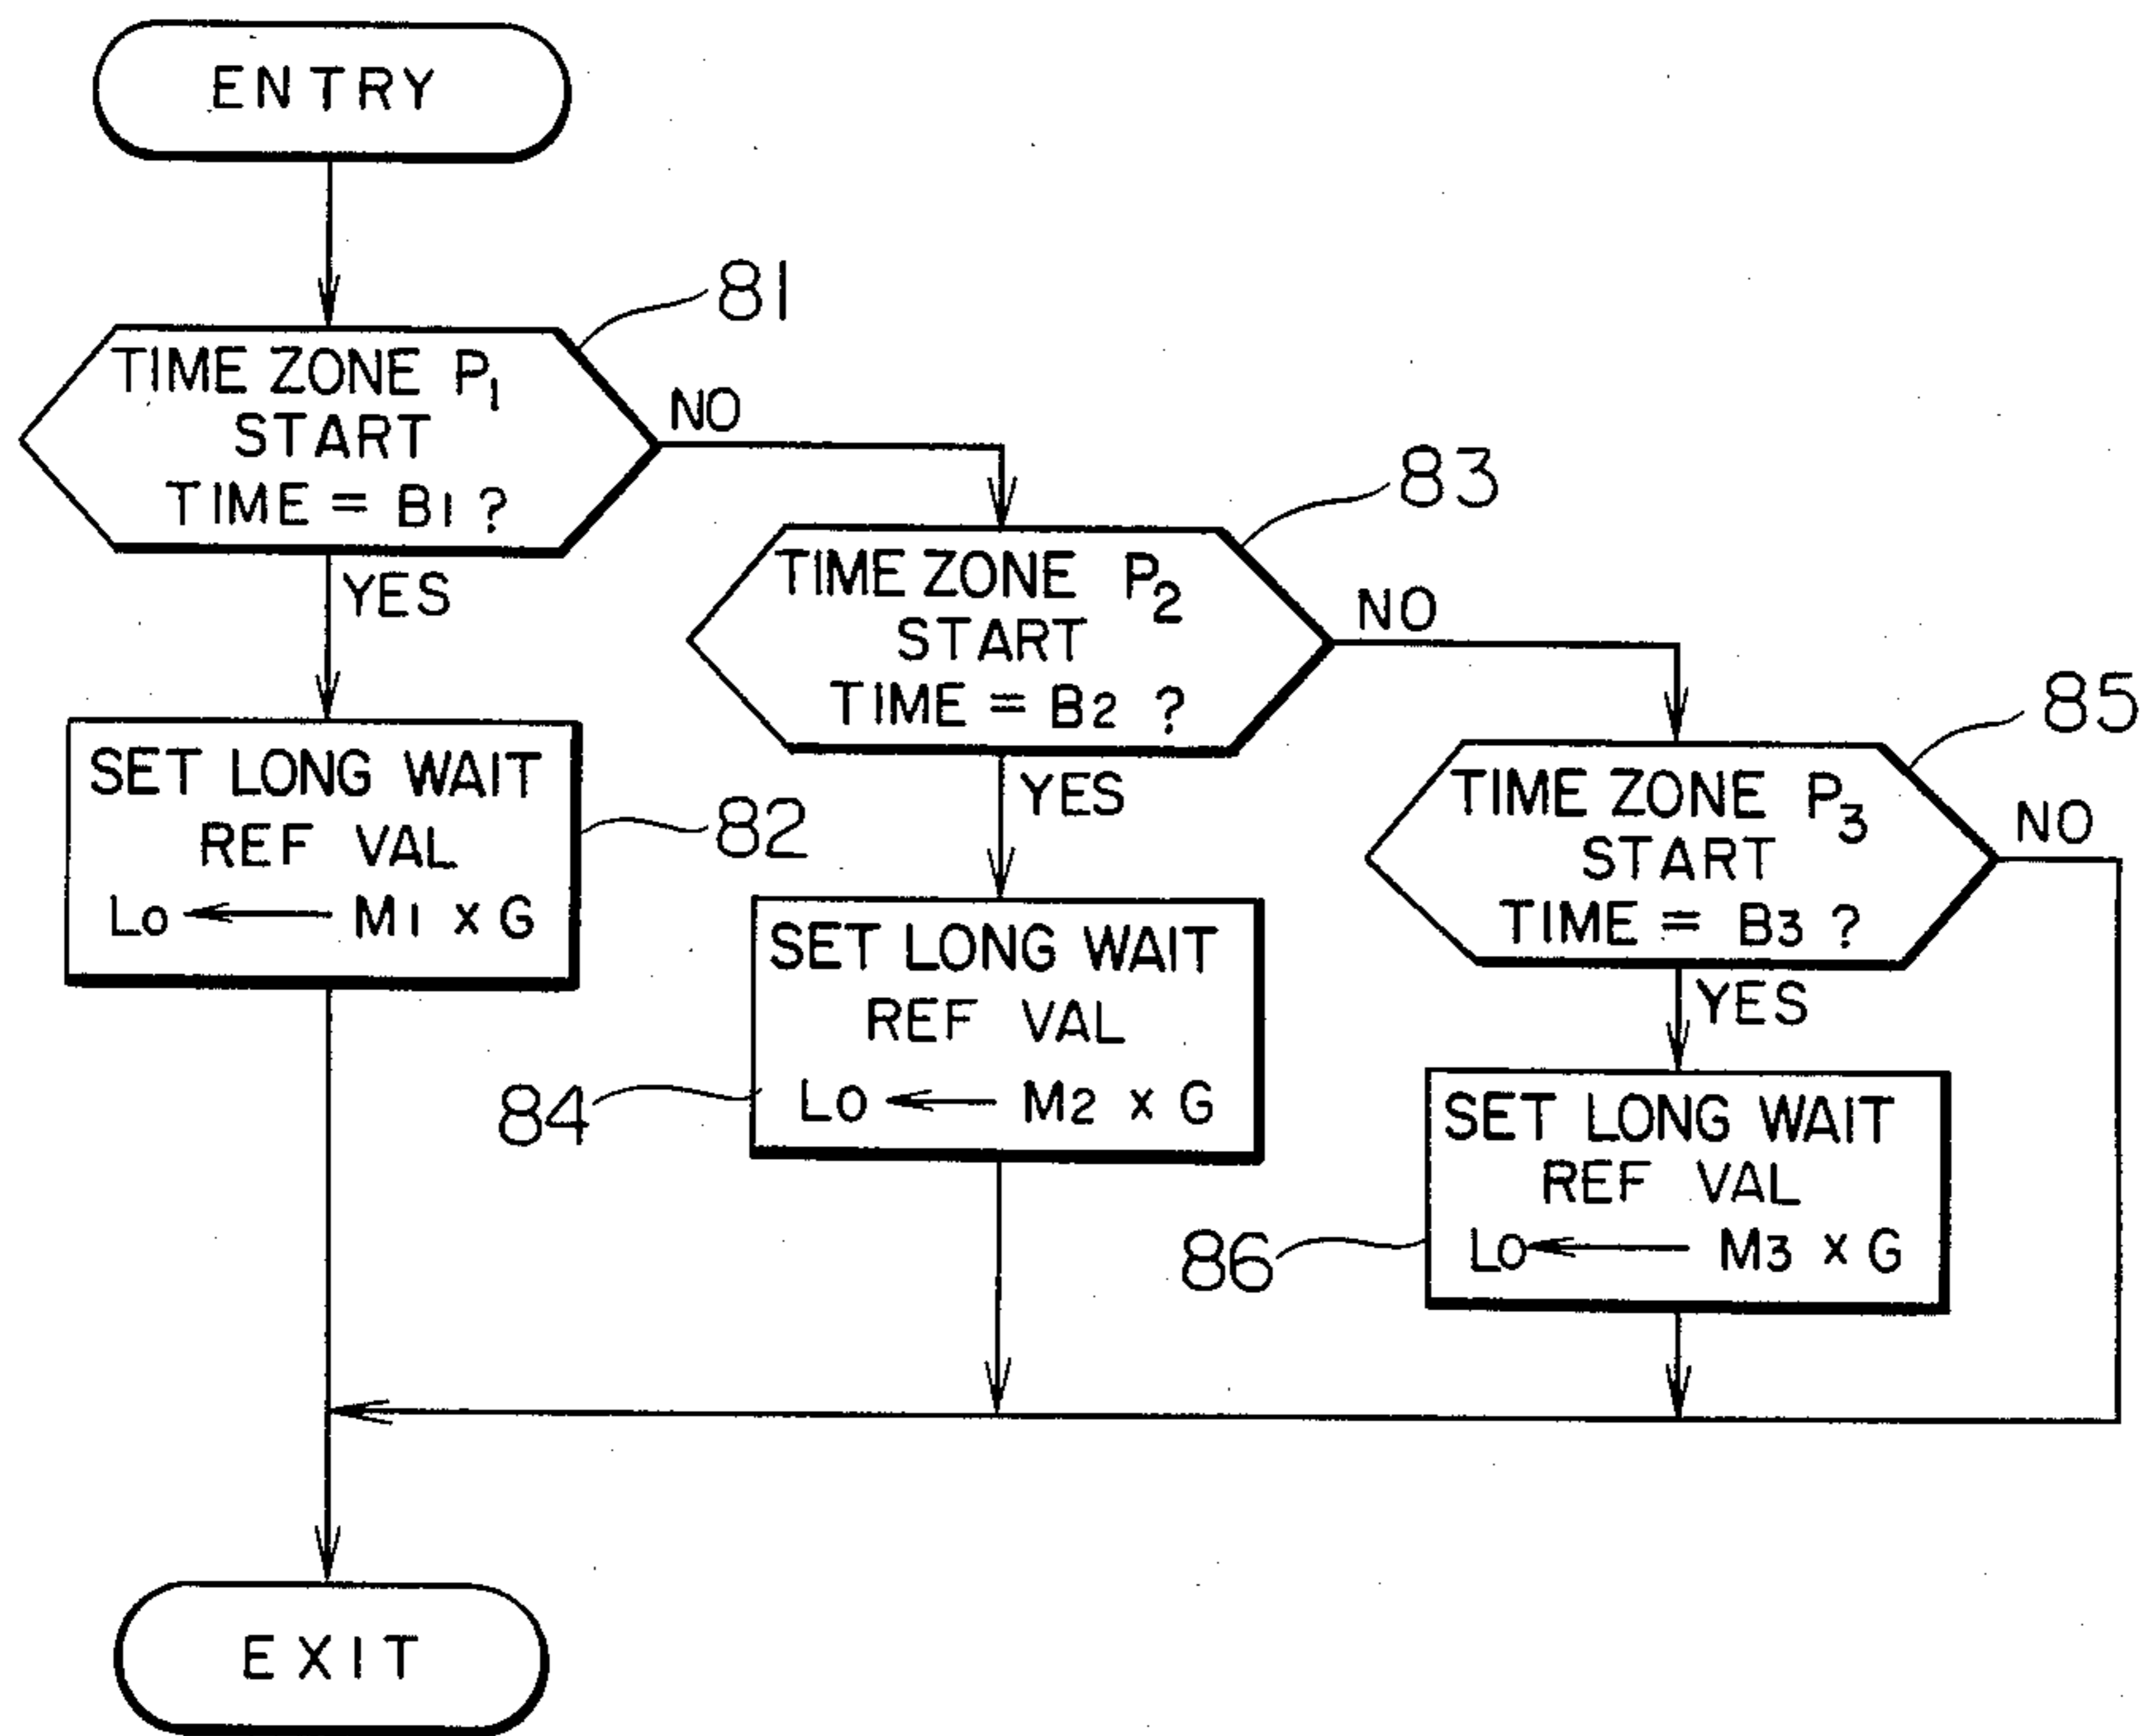 ENTRY
81
TIME ZONE P1
START
TIME = B1 ?
NO
YES
83
TIME ZONE P2
START
TIME = B2 ?
NO
YES
85
TIME ZONE P3
START
TIME = B3 ?
NO
YES
SET LONG WAIT
REF VAL
Lo ← M1 x G
82
SET LONG WAIT
REF VAL
Lo ← M2 x G
84
SET LONG WAIT
REF VAL
Lo ← M3 x G
86
EXIT